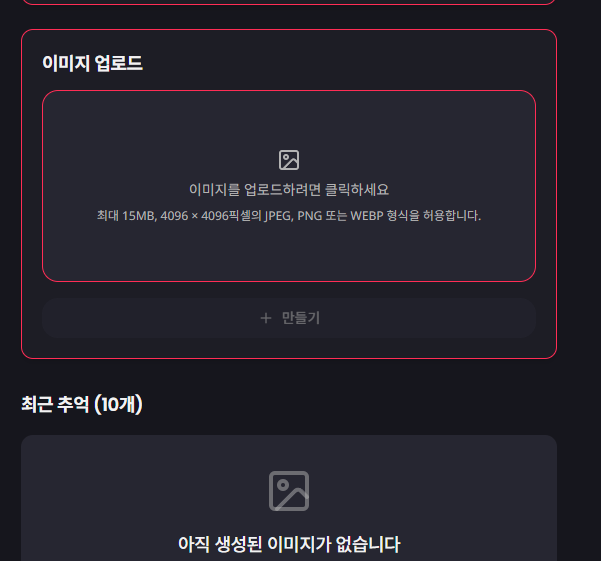 이미지 업로드
이미지를 업로드하려면 클릭하세요
최대 15MB, 4096 × 4096픽셀의 JPEG, PNG 또는 WEBP 형식을 허용합니다.
+ 만들기
최근 추억 (10개)
아직 생성된 이미지가 없습니다